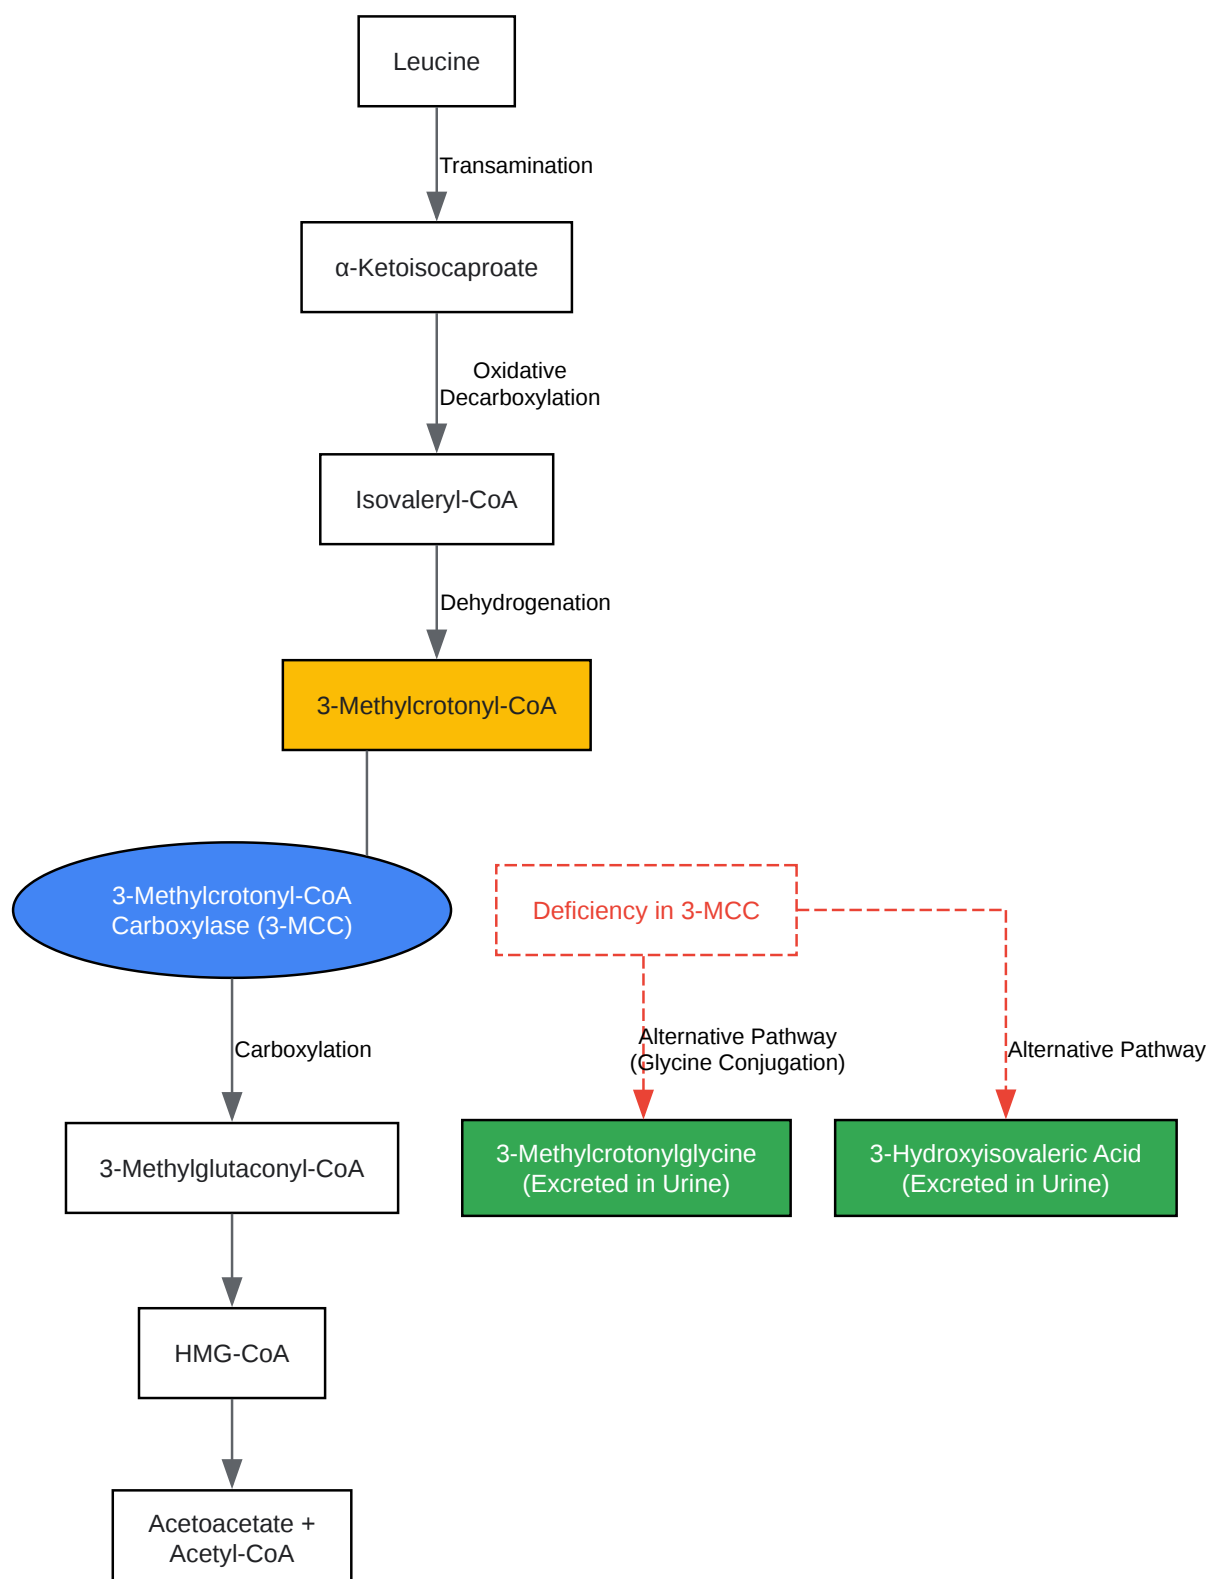 Leucine
Transamination
α-Ketoisocaproate
Oxidative
Decarboxylation
Isovaleryl-CoA
Dehydrogenation
3-Methylcrotonyl-CoA
3-Methylcrotonyl-CoA
Carboxylase (3-MCC)
Deficiency in 3-MCC
Carboxylation
Alternative Pathway
(Glycine Conjugation)
Alternative Pathway
3-Methylglutaconyl-CoA
3-Methylcrotonylglycine
(Excreted in Urine)
3-Hydroxyisovaleric Acid
(Excreted in Urine)
HMG-CoA
Acetoacetate +
Acetyl-CoA